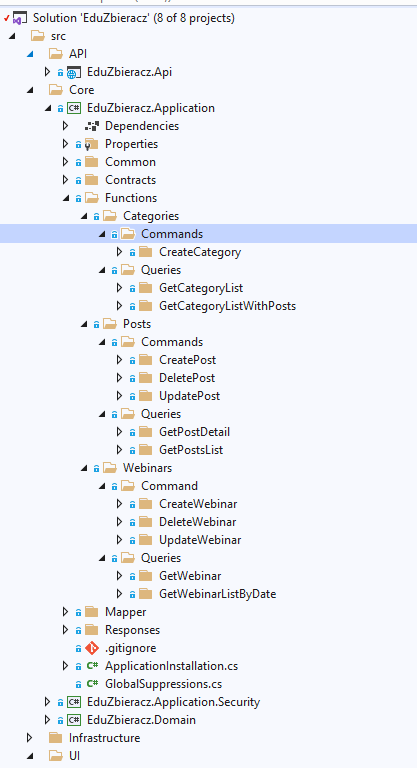 Solution 'EduZbieracz' (8 of 8 projects)
src
API
EduZbieracz.Api
Core
EduZbieracz.Application
Dependencies
Properties
Common
Contracts
Functions
Categories
Commands
CreateCategory
Queries
GetCategoryList
GetCategoryListWithPosts
Posts
Commands
CreatePost
DeletePost
UpdatePost
Queries
GetPostDetail
GetPostsList
Webinars
Command
CreateWebinar
DeleteWebinar
UpdateWebinar
Queries
GetWebinar
GetWebinarListByDate
Mapper
Responses
.gitignore
C# ApplicationInstallation.cs
C# GlobalSuppressions.cs
C# EduZbieracz.Application.Security
C# EduZbieracz.Domain
Infrastructure
UI